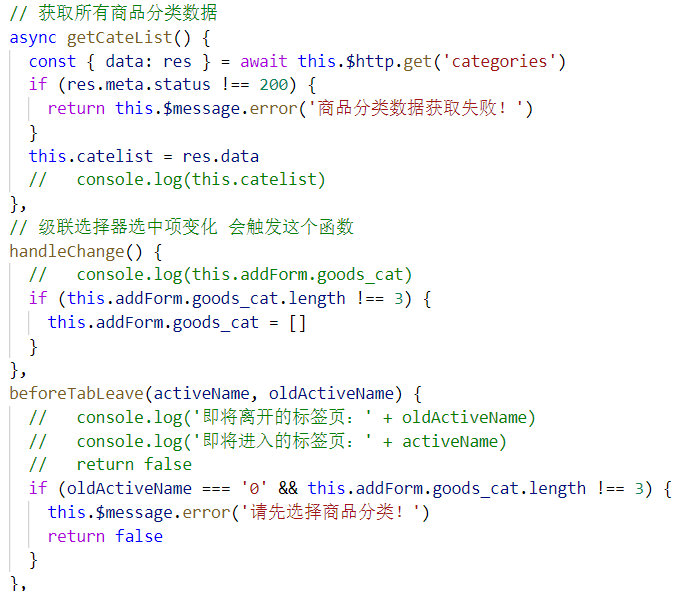 // 获取所有商品分类数据
async getCateList() {
  const { data: res } = await this.$http.get('categories')
  if (res.meta.status !== 200) {
    return this.$message.error('商品分类数据获取失败！')
  }
  this.catelist = res.data
  //   console.log(this.catelist)
},
// 级联选择器选中项变化 会触发这个函数
handleChange() {
  //   console.log(this.addForm.goods_cat)
  if (this.addForm.goods_cat.length !== 3) {
    this.addForm.goods_cat = []
  }
},
beforeTabLeave(activeName, oldActiveName) {
  //   console.log('即将离开的标签页：' + oldActiveName)
  //   console.log('即将进入的标签页：' + activeName)
  //   return false
  if (oldActiveName === '0' && this.addForm.goods_cat.length !== 3) {
    this.$message.error('请先选择商品分类！')
    return false
  }
},